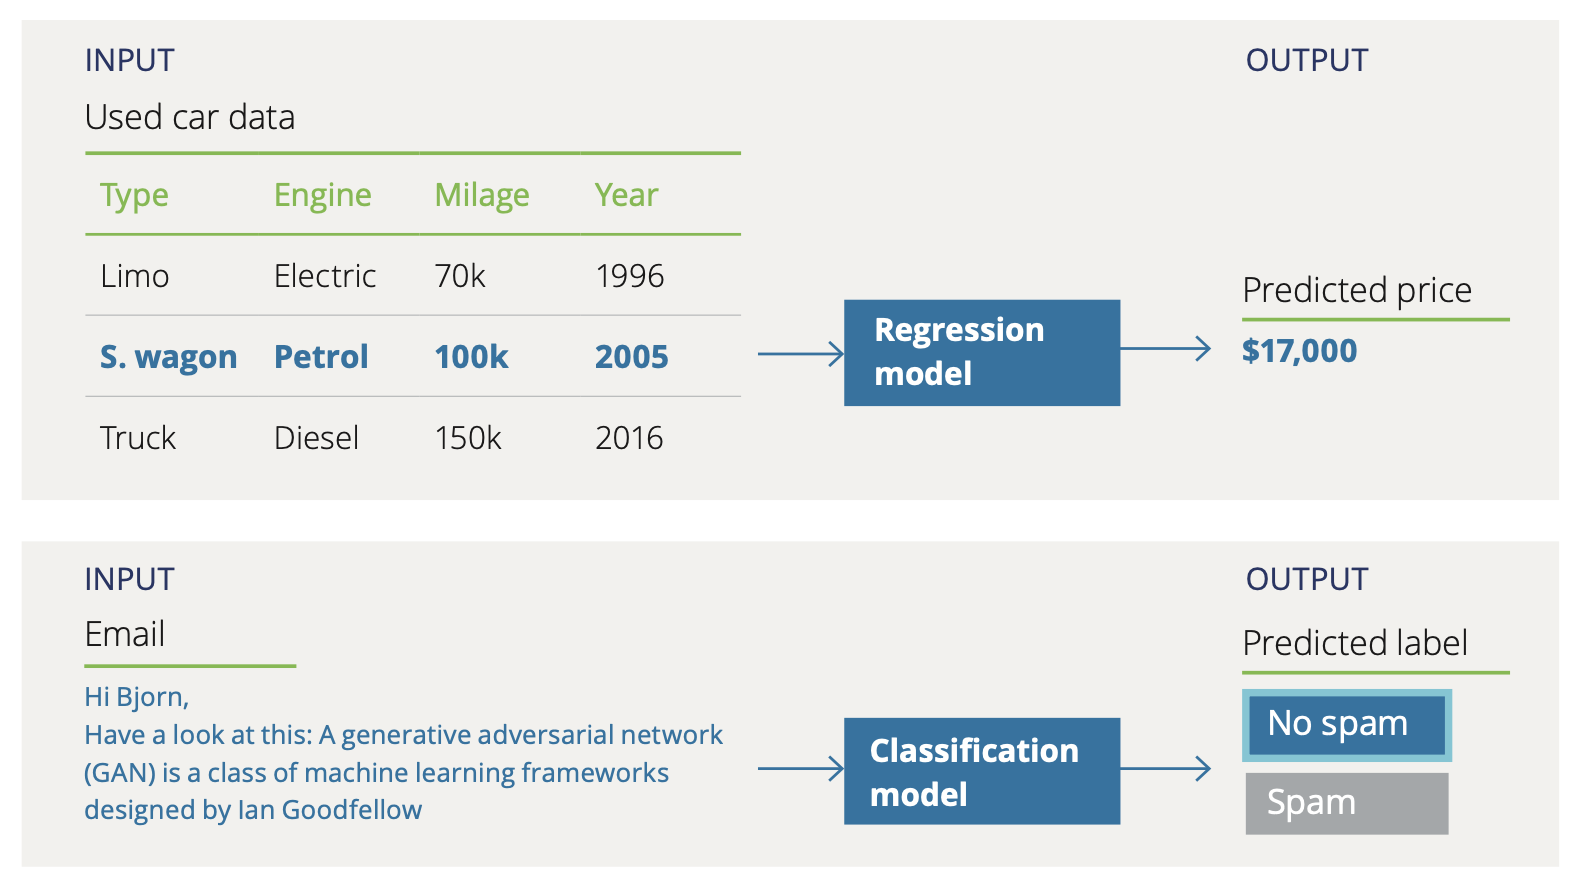 INPUT
OUTPUT
Used car data
Type Engine Milage Year
Limo Electric 70k 1996
S. wagon Petrol 100k 2005
Truck Diesel 150k 2016
Regression
model
Predicted price
$17,000
INPUT
OUTPUT
Email
Hi Bjorn,
Have a look at this: A generative adversarial network
(GAN) is a class of machine learning frameworks
designed by Ian Goodfellow
Classification
model
Predicted label
No spam
Spam